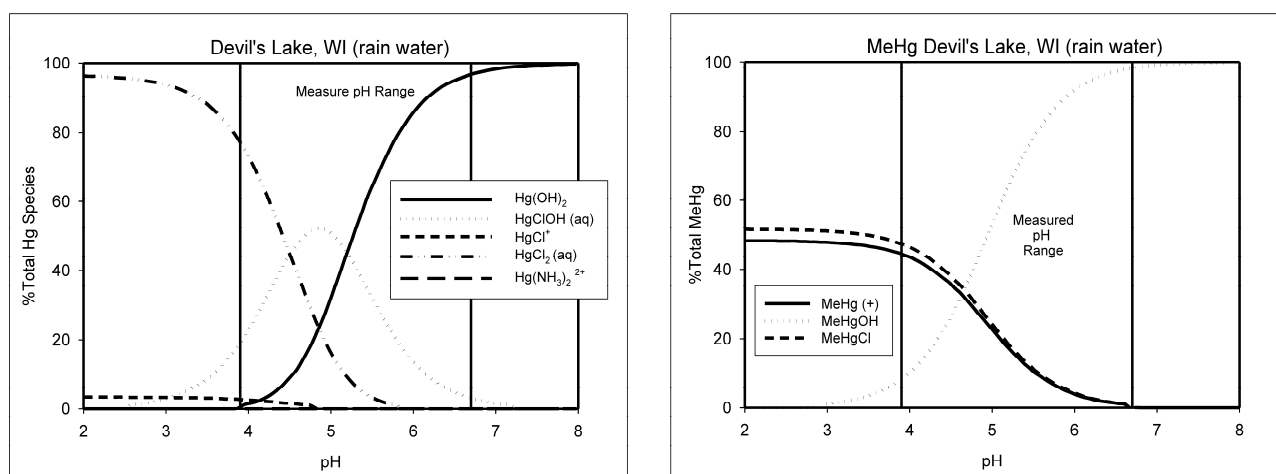 Devil's Lake, WI (rain water)
100
80
60
40
20
0
%Total Hg Species
Measure pH Range
Hg(OH)2
HgClOH (aq)
HgCl+
HgCl2 (aq)
Hg(NH3)2 2+
2 3 4 5 6 7 8
pH
MeHg Devil's Lake, WI (rain water)
100
80
60
40
20
0
%Total MeHg
Measured
pH
Range
MeHg (+)
MeHgOH
MeHgCl
2 3 4 5 6 7 8
pH